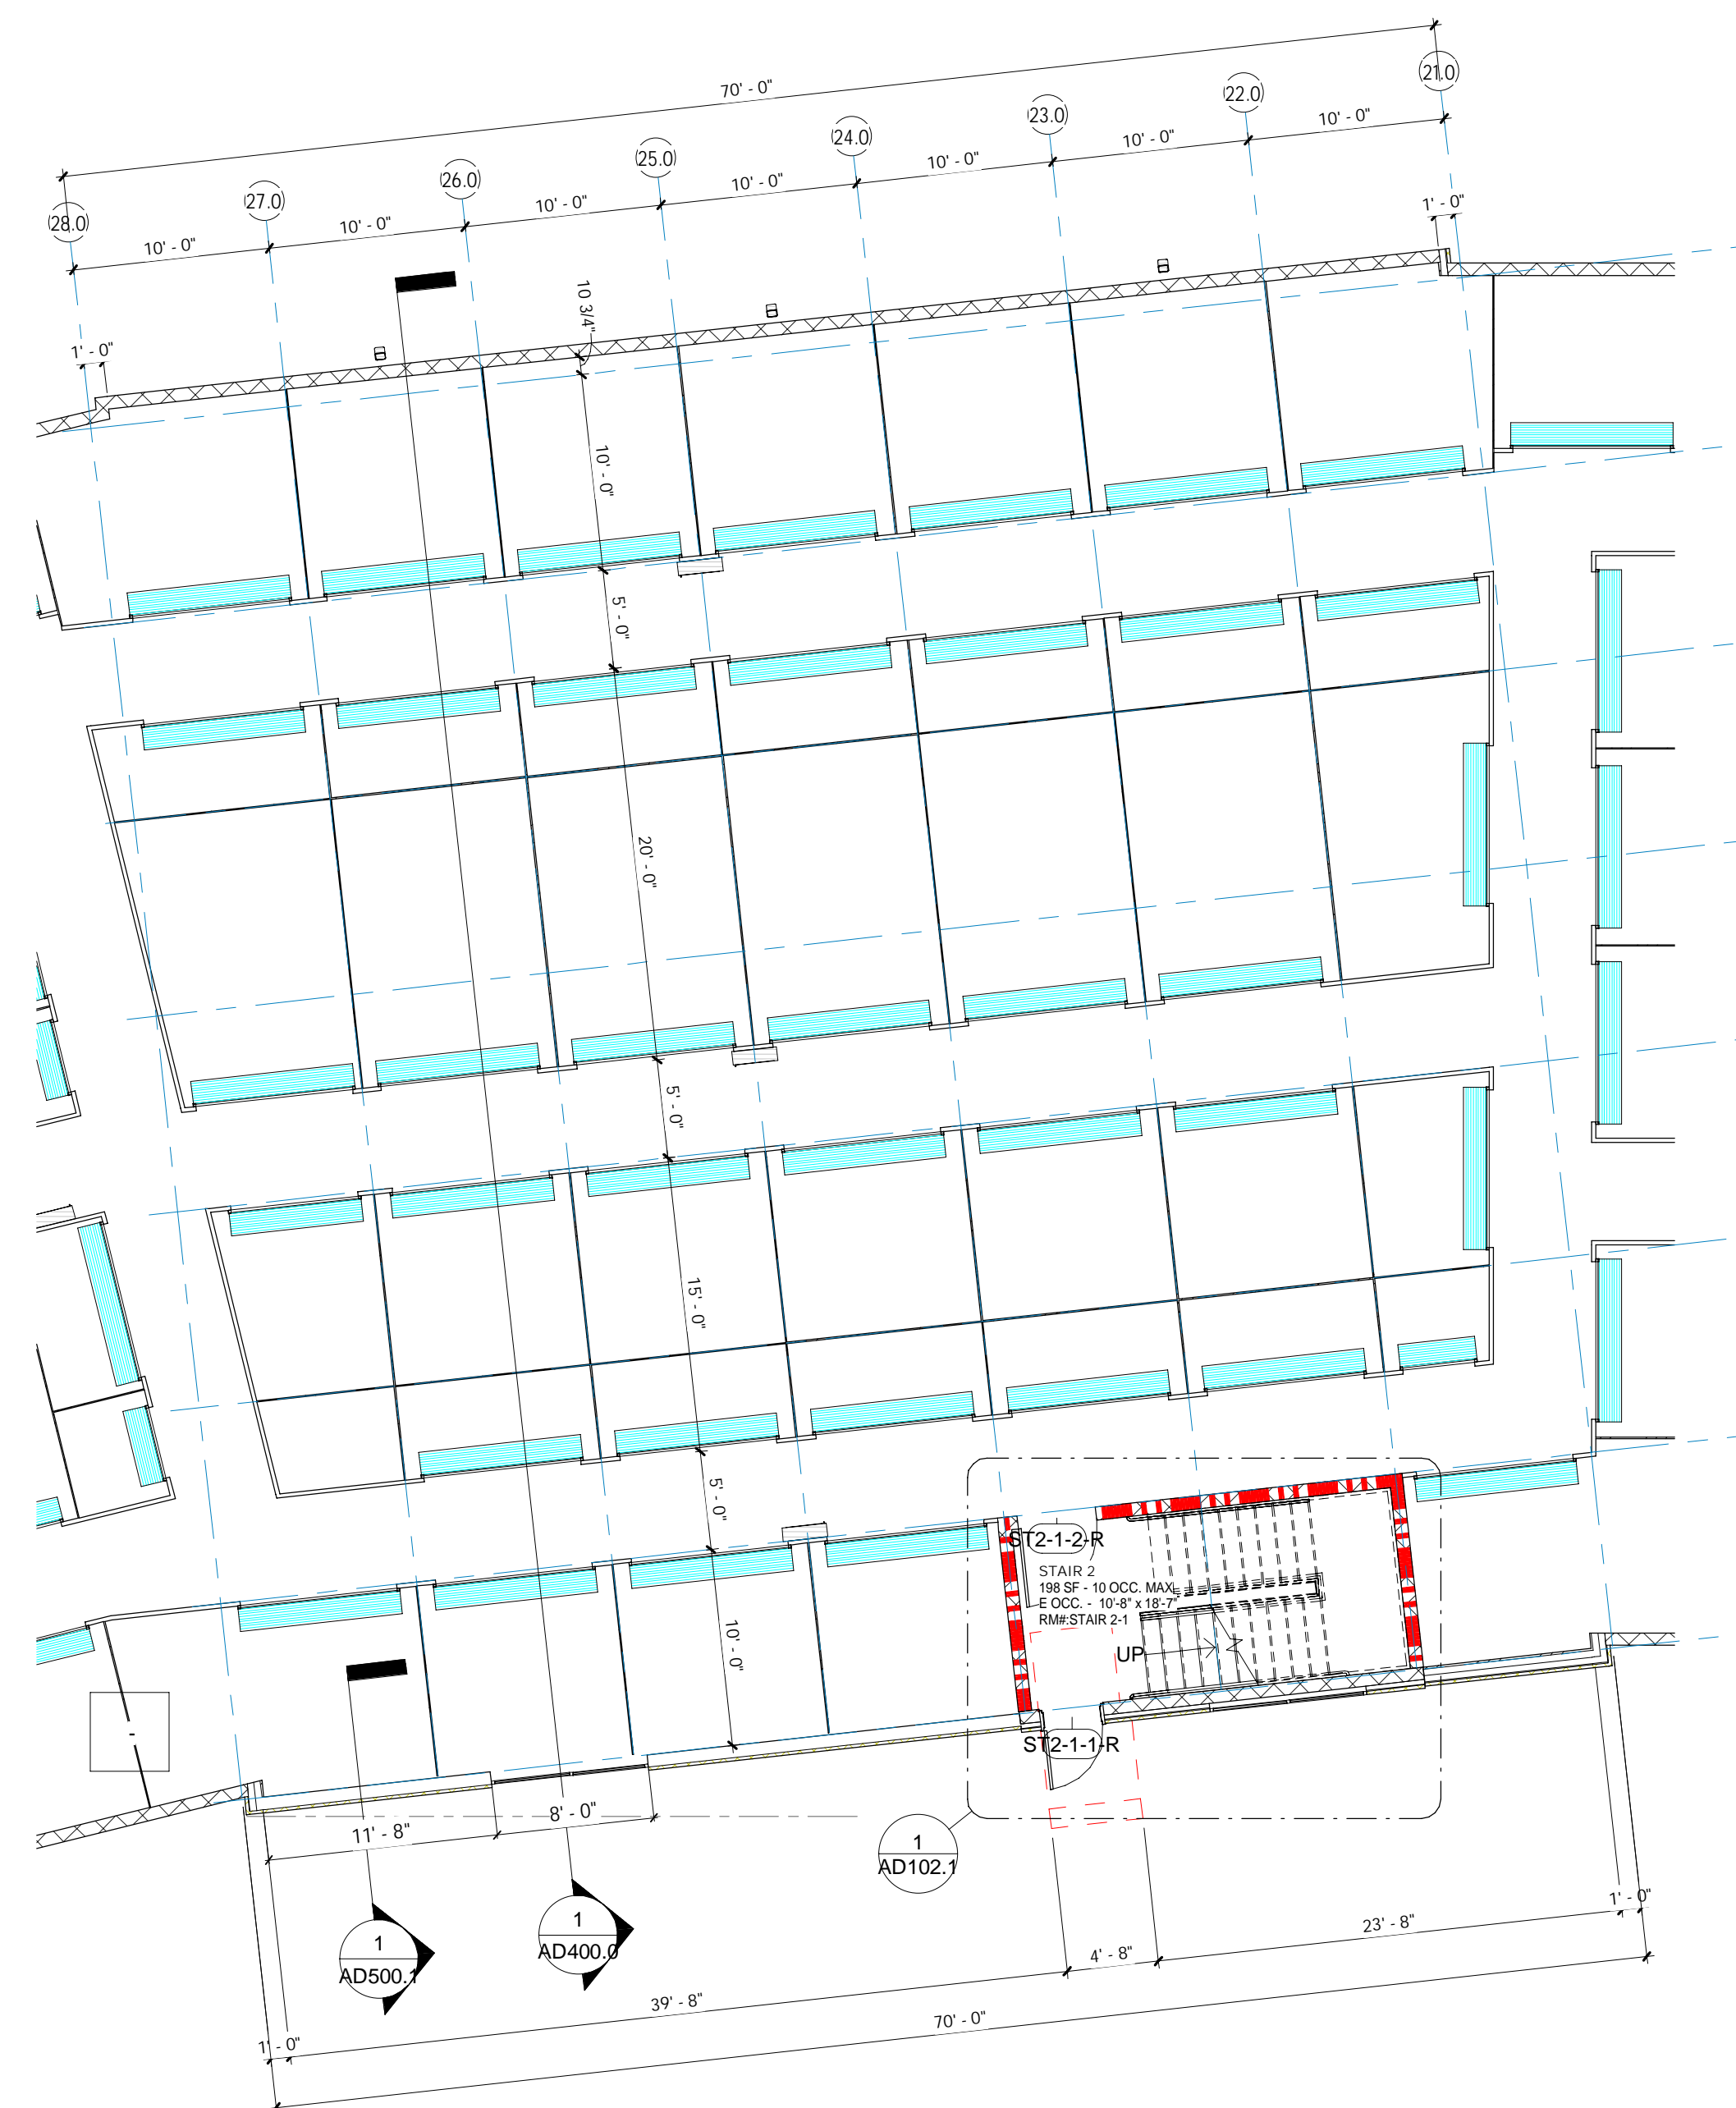 70' - 0"
(21.0)
(22.0)
(23.0)
(24.0)
(25.0)
(26.0)
(27.0)
(28.0)
10' - 0"
10' - 0"
10' - 0"
10' - 0"
10' - 0"
10' - 0"
10' - 0"
1' - 0"
1' - 0"
10 3/4"
10' - 0"
5' - 0"
20' - 0"
5' - 0"
15' - 0"
5' - 0"
10' - 0"
ST2-1-2-R
STAIR 2
198 SF - 10 OCC. MAX
E OCC. - 10'-8" x 18'-7"
RM#:STAIR 2-1
UP
ST2-1-1-R
11' - 8"
8' - 0"
1
AD102.1
1
AD400.0
1
AD500.1
1' - 0"
23' - 8"
4' - 8"
39' - 8"
1' - 0"
70' - 0"